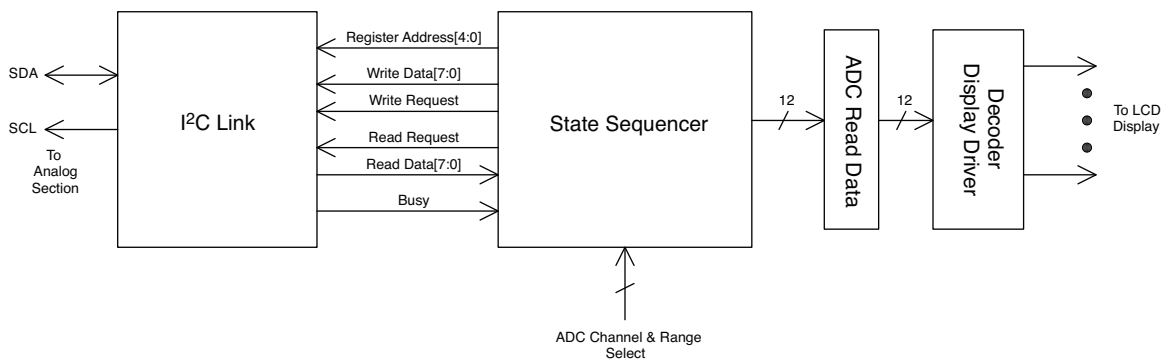 Register Address[4:0]
SDA
Write Data[7:0]
Write Request
SCL
I²C Link
Read Request
Read Data[7:0]
Busy
To
Analog
Section
State Sequencer
12
ADC Read Data
12
Decoder
Display Driver
To LCD
Display
ADC Channel & Range
Select